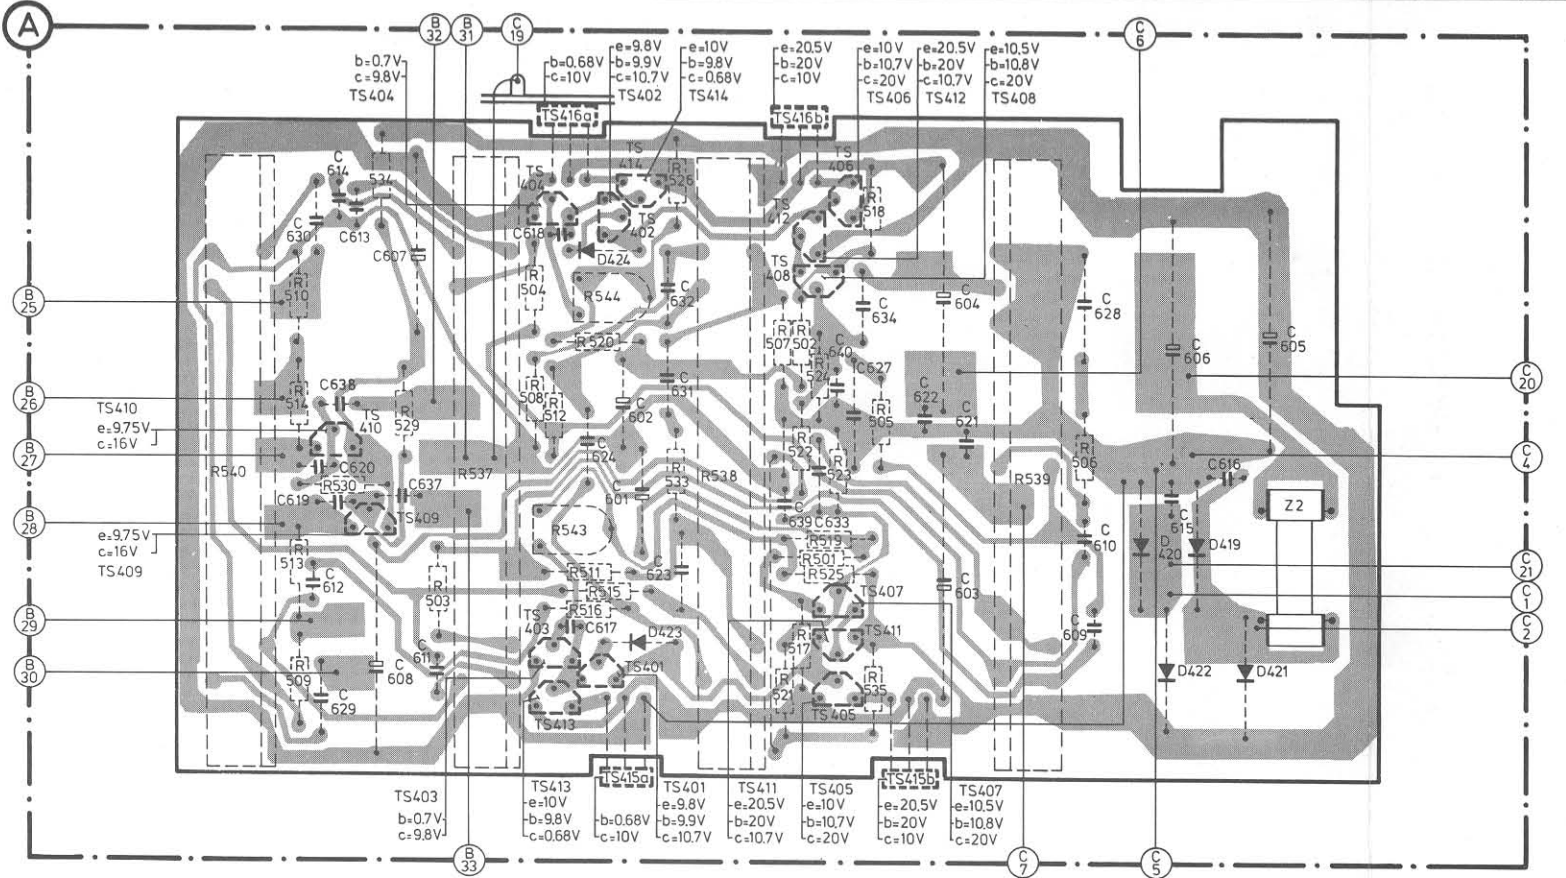 A
B 32
B 31
C 19
C 6
b=0.7V
c=9.8V
TS404
b=0.68V
c=10V
e=9.8V
b=9.9V
c=10.7V
TS402
e=10V
b=9.8V
c=0.68V
TS414
e=20.5V
b=20V
c=10V
e=10V
b=10.7V
c=20V
TS406
e=20.5V
b=20V
c=10.7V
TS412
e=10.5V
b=10.8V
c=20V
TS408
TS416a
TS416b
C 614
R 534
TS 404
TS 414
R 526
TS 406
R 518
TS 412
C 630
C613
C607
C618
TS 402
D424
TS 408
B 25
R 510
R 504
R544
C 632
C 634
C 604
C 628
C 606
C 605
R520
R 507
R 502
C 640
R 524
C627
C 20
B 26
TS410
e=9.75V
c=16V
R 514
C638
TS 410
R 529
R 508
R 512
C 602
C 631
R 505
C 622
C 621
B 27
R540
C620
R530
C619
C637
R537
C 624
C 601
R 533
R538
R 522
R 523
R539
R 506
C616
C 4
B 28
e=9.75V
c=16V
TS409
TS409
R543
C 639
C633
R519
R501
R525
C 610
C 615
D 420
D419
Z2
R 513
C 612
R 503
R511
R515
R516
C 623
TS407
C 603
C 21
C 1
C 2
B 29
TS 403
C617
D423
R 517
TS411
C 609
B 30
R 509
C 629
C 608
C 611
TS401
TS413
R 521
R 535
TS405
D422
D421
TS415a
TS415b
TS403
b=0.7V
c=9.8V
TS413
e=10V
b=9.8V
c=0.68V
b=0.68V
c=10V
TS401
e=9.8V
b=9.9V
c=10.7V
TS411
e=20.5V
b=20V
c=10.7V
TS405
e=10V
b=10,7V
c=20V
e=20.5V
b=20V
c=10V
TS407
e=10.5V
b=10.8V
c=20V
B 33
C 7
C 5